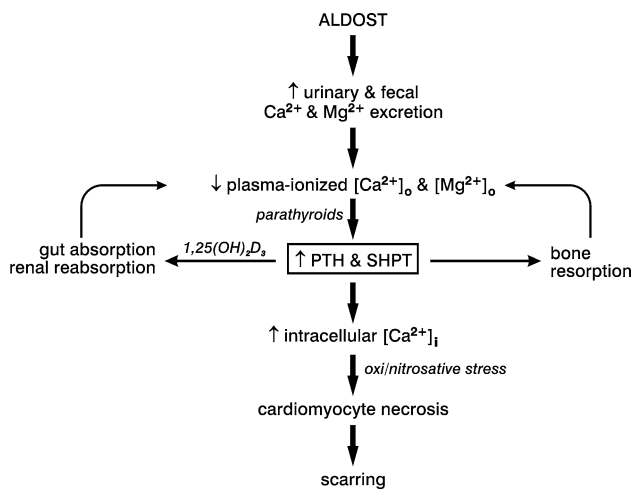 ALDOST
↑ urinary & fecal
Ca²⁺ & Mg²⁺ excretion
↓ plasma-ionized [Ca²⁺]ₒ & [Mg²⁺]ₒ
parathyroids
gut absorption
renal reabsorption
1,25(OH)₂D₃
↑ PTH & SHPT
bone
resorption
↑ intracellular [Ca²⁺]ᵢ
oxi/nitrosative stress
cardiomyocyte necrosis
scarring